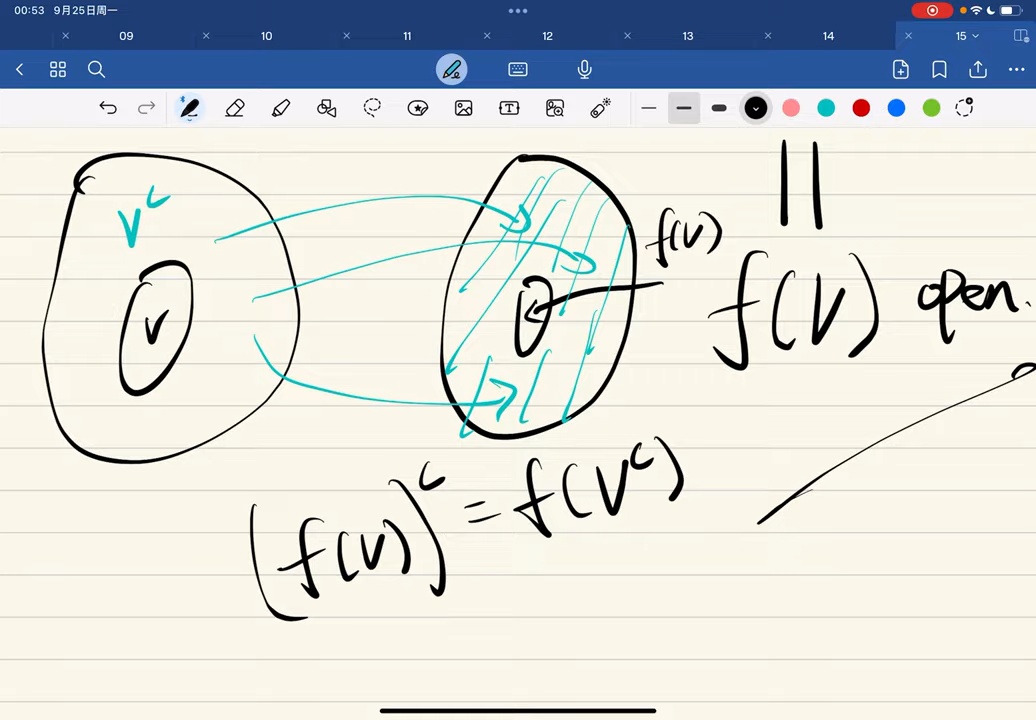 00:53 9月25日周一
09 10 11 12 13 14 15
V^c
V
f(V)
||
f(V) open.
(f(V))^c = f(V^c)